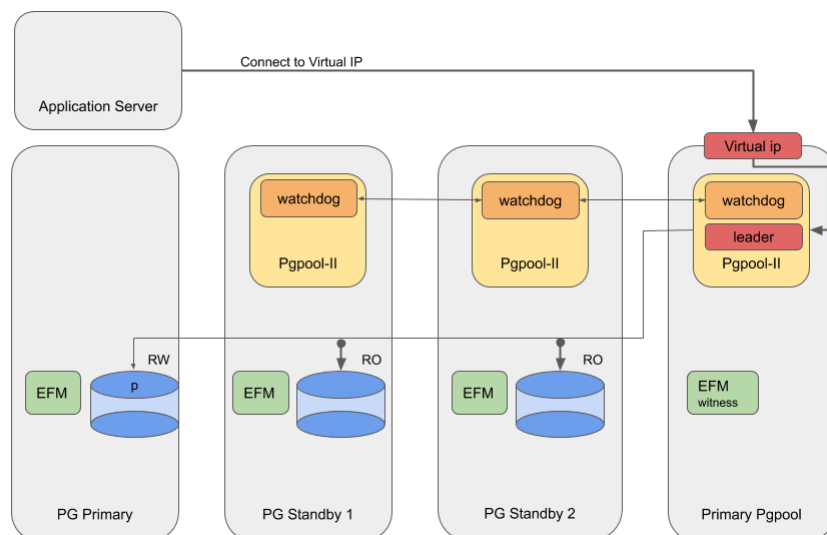 Connect to Virtual IP
Application Server
Virtual ip
watchdog
watchdog
watchdog
leader
Pgpool-II
Pgpool-II
Pgpool-II
RW
RO
RO
EFM
p
EFM
EFM
EFM
witness
PG Primary
PG Standby 1
PG Standby 2
Primary Pgpool